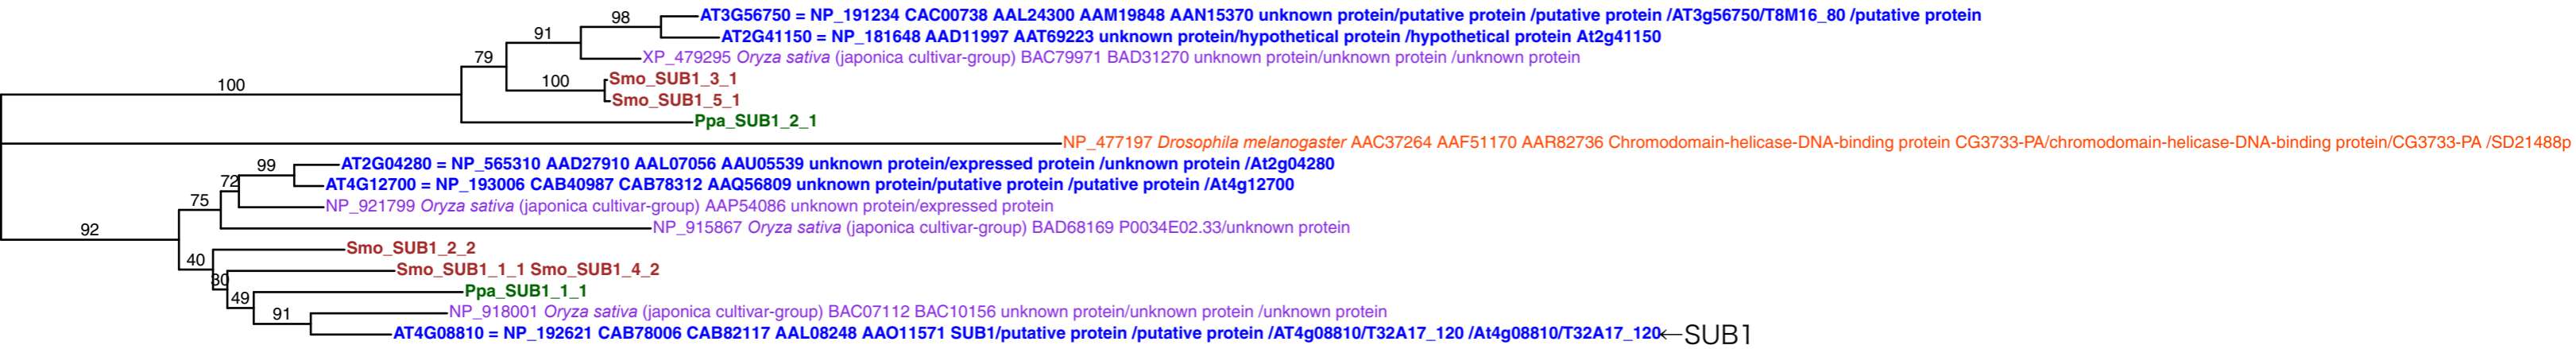 98
AT3G56750 = NP_191234 CAC00738 AAL24300 AAM19848 AAN15370 unknown protein/putative protein /putative protein /AT3g56750/T8M16_80 /putative protein
91
AT2G41150 = NP_181648 AAD11997 AAT69223 unknown protein/hypothetical protein /hypothetical protein At2g41150
79
XP_479295 Oryza sativa (japonica cultivar-group) BAC79971 BAD31270 unknown protein/unknown protein /unknown protein
100
Smo_SUB1_3_1
100
Smo_SUB1_5_1
Ppa_SUB1_2_1
NP_477197 Drosophila melanogaster AAC37264 AAF51170 AAR82736 Chromodomain-helicase-DNA-binding protein CG3733-PA/chromodomain-helicase-DNA-binding protein/CG3733-PA /SD21488p
99
AT2G04280 = NP_565310 AAD27910 AAL07056 AAU05539 unknown protein/expressed protein /unknown protein /At2g04280
72
AT4G12700 = NP_193006 CAB40987 CAB78312 AAQ56809 unknown protein/putative protein /putative protein /At4g12700
75
NP_921799 Oryza sativa (japonica cultivar-group) AAP54086 unknown protein/expressed protein
92
NP_915867 Oryza sativa (japonica cultivar-group) BAD68169 P0034E02.33/unknown protein
Smo_SUB1_2_2
40
Smo_SUB1_1_1 Smo_SUB1_4_2
30
Ppa_SUB1_1_1
49
NP_918001 Oryza sativa (japonica cultivar-group) BAC07112 BAC10156 unknown protein/unknown protein /unknown protein
91
AT4G08810 = NP_192621 CAB78006 CAB82117 AAL08248 AAO11571 SUB1/putative protein /putative protein /AT4g08810/T32A17_120 /At4g08810/T32A17_120←SUB1